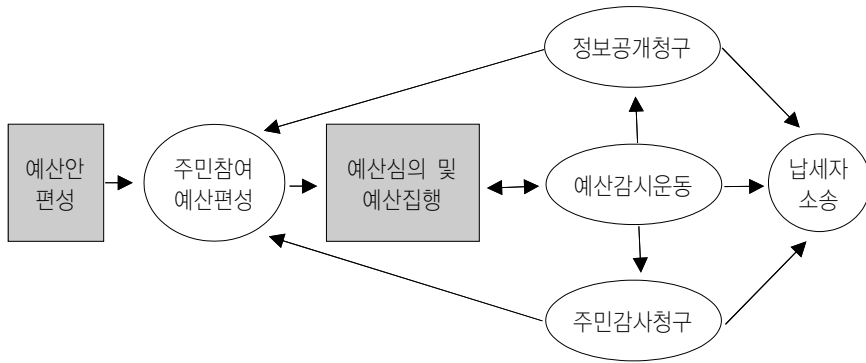 정보공개청구
예산안
편성
주민참여
예산편성
예산심의 및
예산집행
예산감시운동
납세자
소송
주민감사청구